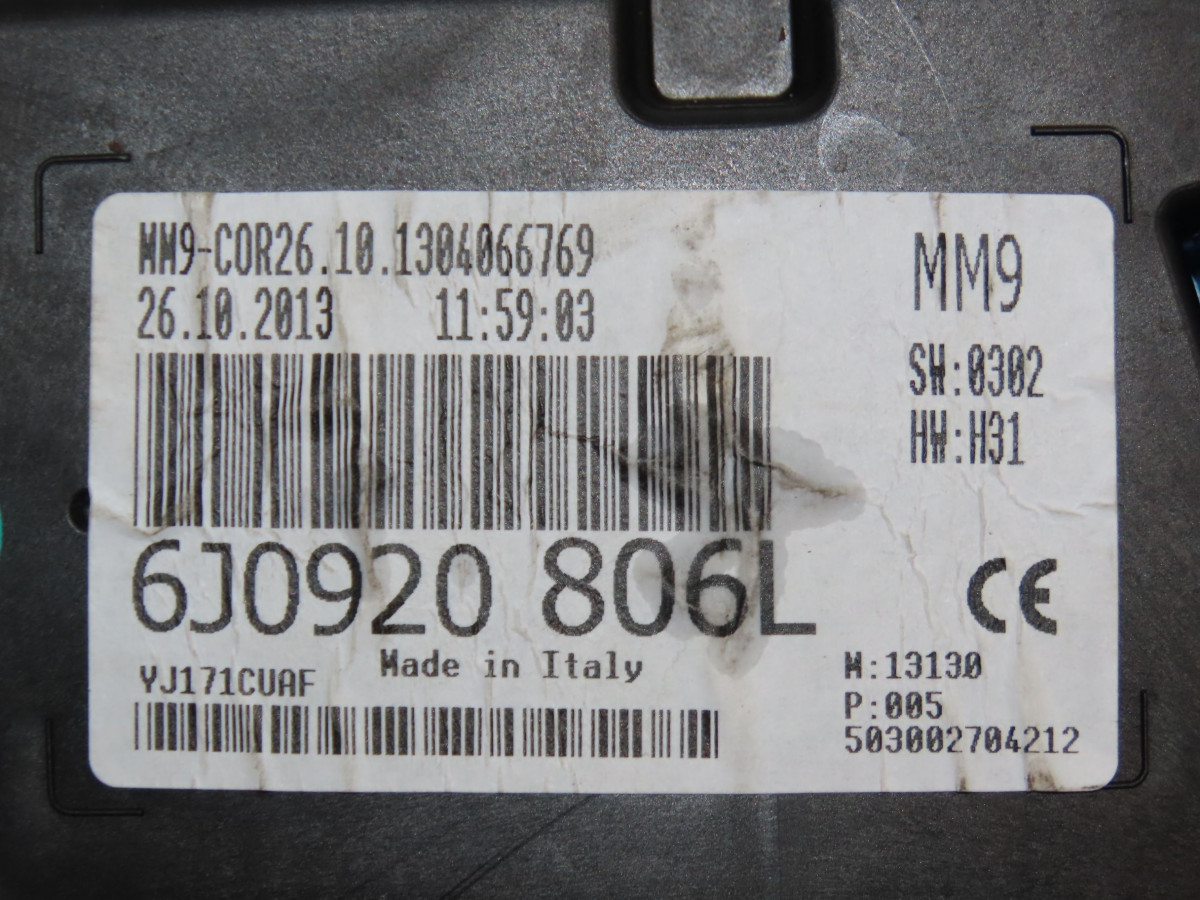 MM9-COR26.10.1304066769
26.10.2013 11:59:03
MM9
SW:0302
HW:H31
6J0920 806L
CE
Made in Italy
YJ171CUAF
M:13130
P:005
503002704212